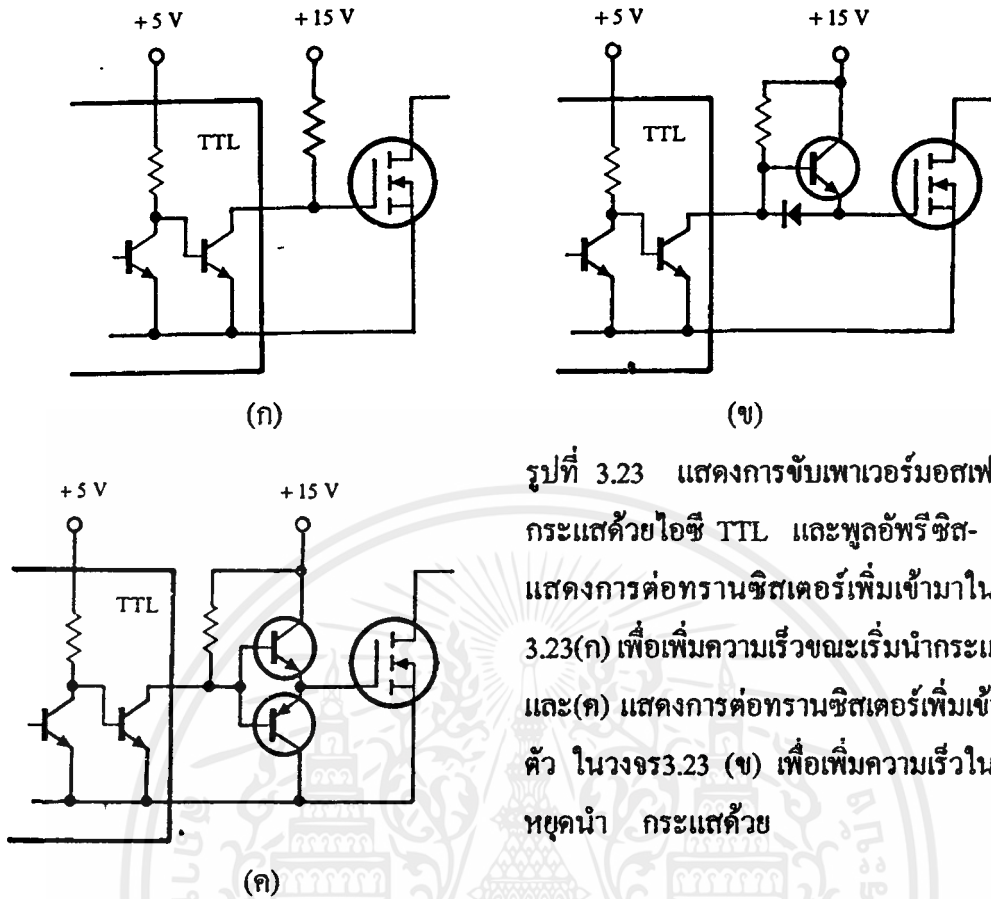 +5 V
+15 V
TTL
(ก)
+5 V
+15 V
TTL
(ข)
+5 V
+15 V
TTL
(ค)
รูปที่ 3.23 แสดงการขับเพาเวอร์มอสเฟ
กระแสด้วยไอซี TTL และพูลอัพรีซิส-
แสดงการต่อทรานซิสเตอร์เพิ่มเข้ามาใน
3.23(ก) เพื่อเพิ่มความเร็วขณะเริ่มนำกระแ
และ(ค) แสดงการต่อทรานซิสเตอร์เพิ่มเข้
ตัว ในวงจร3.23 (ข) เพื่อเพิ่มความเร็วใน
หยุดนำ กระแสด้วย